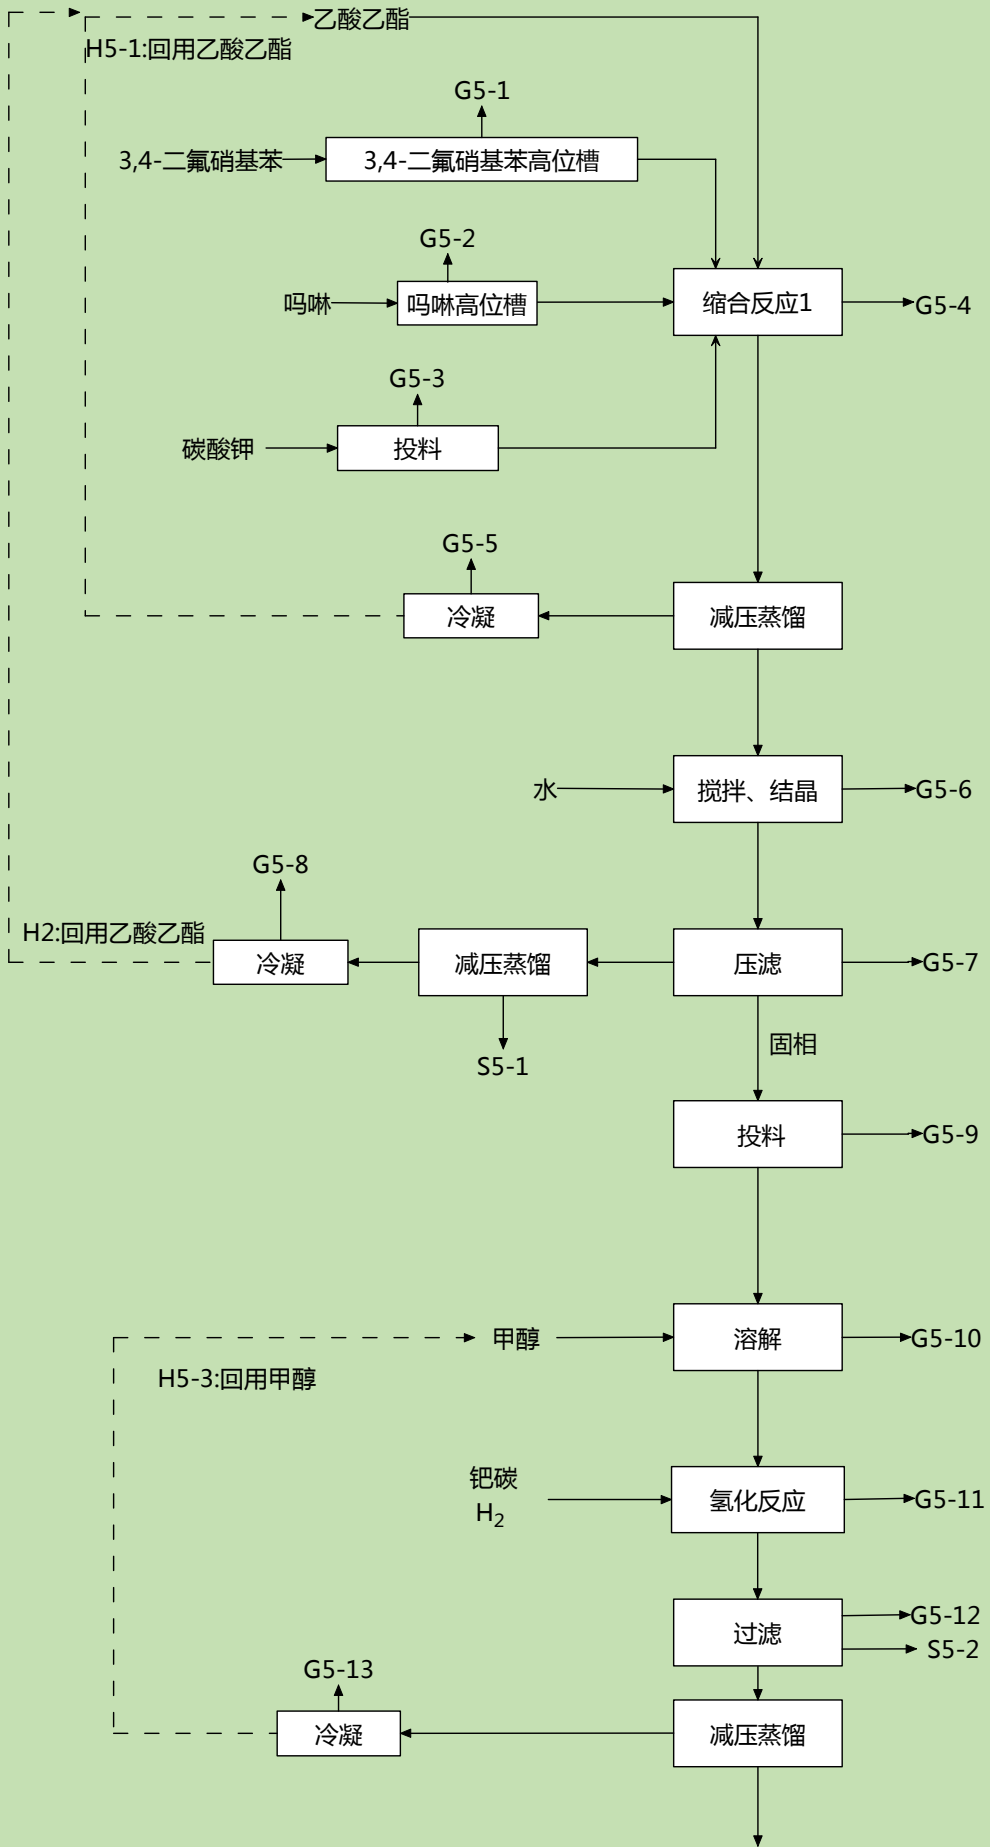 乙酸乙酯
H5-1:回用乙酸乙酯
G5-1
3,4-二氟硝基苯
3,4-二氟硝基苯高位槽
G5-2
吗啉
吗啉高位槽
缩合反应1
G5-4
G5-3
碳酸钾
投料
G5-5
冷凝
减压蒸馏
水
搅拌、结晶
G5-6
G5-8
H2:回用乙酸乙酯
冷凝
减压蒸馏
压滤
G5-7
S5-1
固相
投料
G5-9
甲醇
溶解
G5-10
H5-3:回用甲醇
钯碳
H₂
氢化反应
G5-11
过滤
G5-12
S5-2
G5-13
冷凝
减压蒸馏